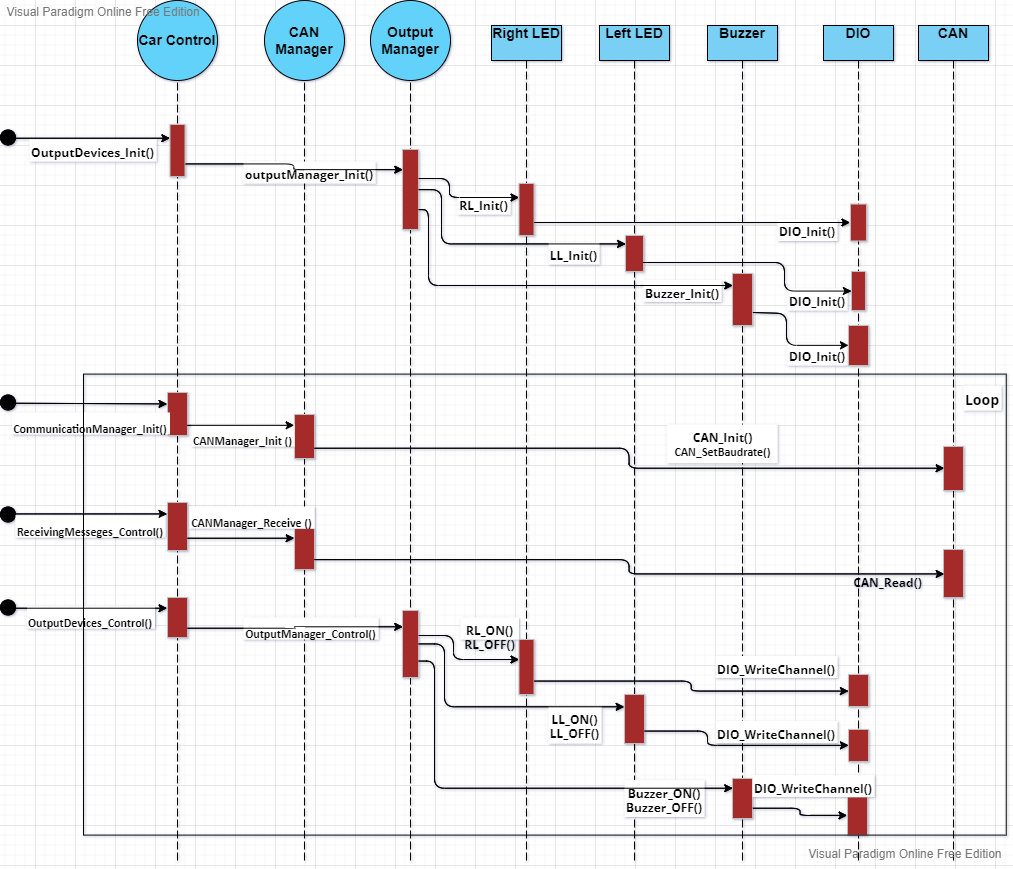 Visual Paradigm Online Free Edition
Car Control
CAN
Manager
Output
Manager
Right LED
Left LED
Buzzer
DIO
CAN
OutputDevices_Init()
outputManager_Init()
RL_Init()
DIO_Init()
LL_Init()
Buzzer_Init()
DIO_Init()
DIO_Init()
Loop
CommunicationManager_Init()
CANManager_Init ()
CAN_Init()
CAN_SetBaudrate()
CANManager_Receive ()
ReceivingMesseges_Control()
CAN_Read()
OutputDevices_Control()
OutputManager_Control()
RL_ON()
RL_OFF()
DIO_WriteChannel()
LL_ON()
LL_OFF()
DIO_WriteChannel()
Buzzer_ON()
Buzzer_OFF()
DIO_WriteChannel()
Visual Paradigm Online Free Edition